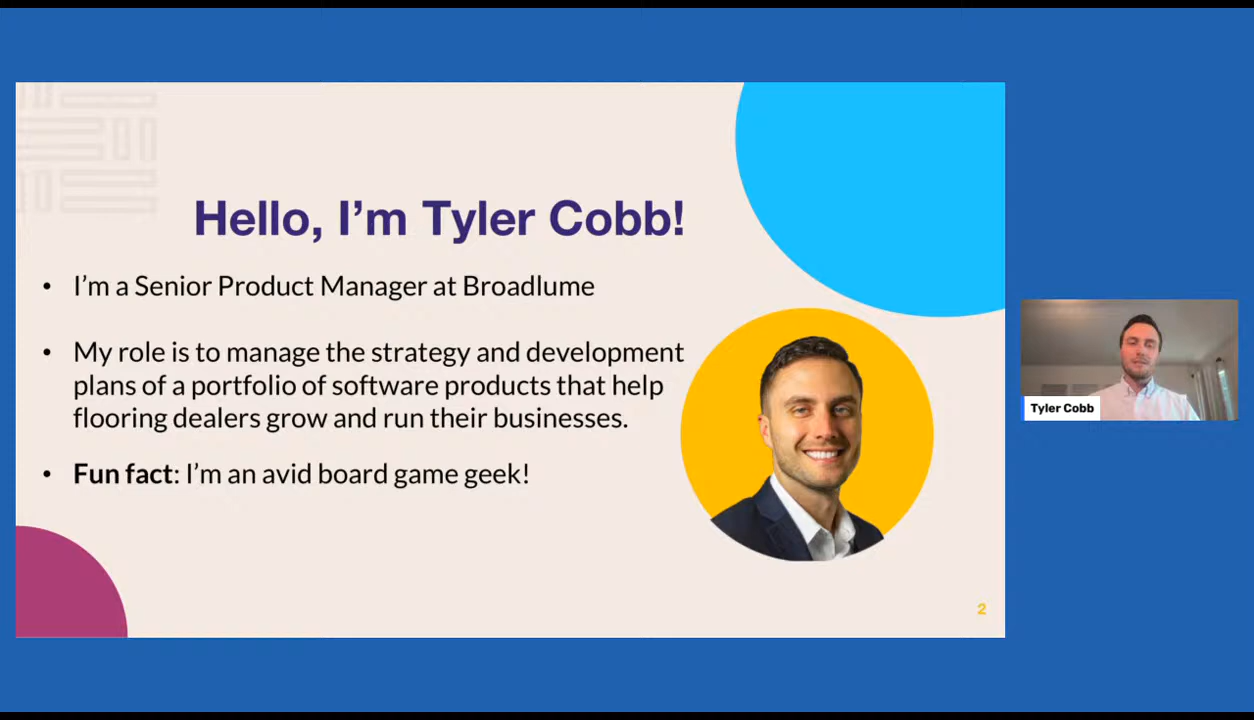 Hello, I’m Tyler Cobb!
• I’m a Senior Product Manager at Broadlume
• My role is to manage the strategy and development
plans of a portfolio of software products that help
flooring dealers grow and run their businesses.
• Fun fact: I’m an avid board game geek!
Tyler Cobb
2